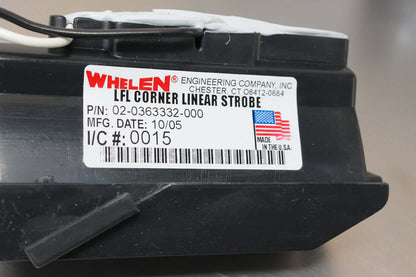 WHELEN® ENGINEERING COMPANY, INC
CHESTER, CT 06412-0684
LFL CORNER LINEAR STROBE
P/N: 02-0363332-000
MFG. DATE: 10/05
I/C #: 0015
MADE
IN THE U.S.A.